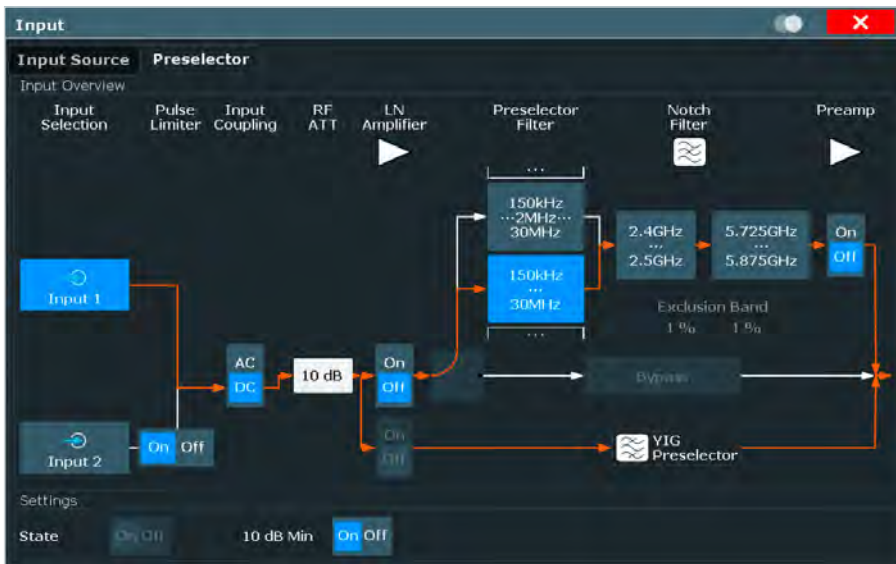 Input
Input Source Preselector
Input Overview
Input Selection
Pulse Limiter
Input Coupling
RF ATT
LN Amplifier
Preselector Filter
Notch Filter
Preamp
...
150kHz
...2MHz...
30MHz
2.4GHz
...
2.5GHz
5.725GHz
...
5.875GHz
On
Off
Input 1
150kHz
...
30MHz
Exclusion Band
1 % 1 %
...
AC
DC
10 dB
On
Off
Bypass
Input 2
On Off
On
Off
YIG
Preselector
Settings
State On Off 10 dB Min On Off